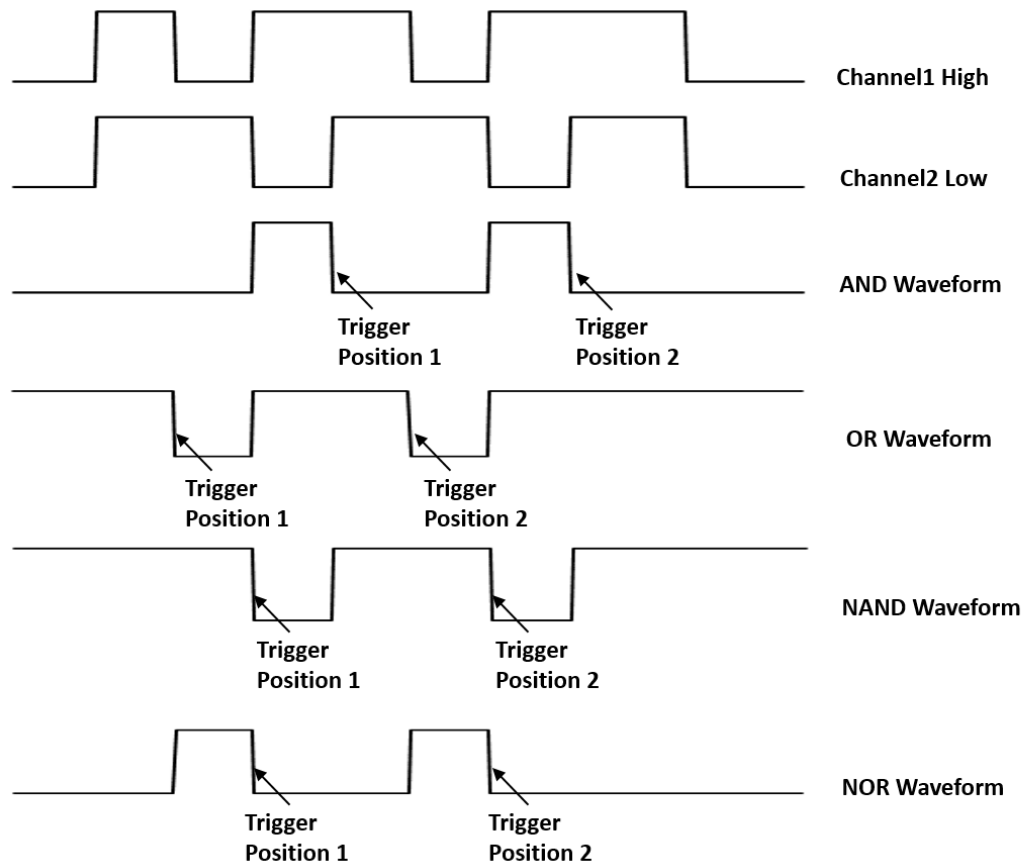 Channel1 High
Channel2 Low
AND Waveform
Trigger
Position 1
Trigger
Position 2
OR Waveform
Trigger
Position 1
Trigger
Position 2
NAND Waveform
Trigger
Position 1
Trigger
Position 2
NOR Waveform
Trigger
Position 1
Trigger
Position 2